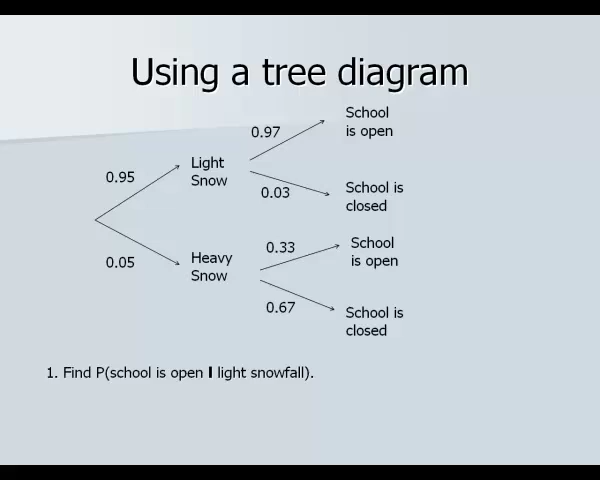 Using a tree diagram
School
is open
0.97
Light
Snow
0.95
0.03
School is
closed
School
is open
0.33
Heavy
Snow
0.05
0.67
School is
closed
1. Find P(school is open I light snowfall).